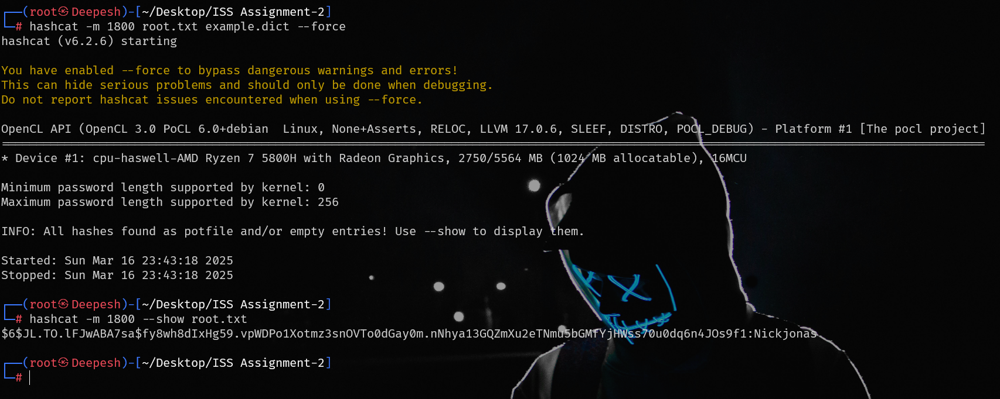 ┌──(root㉿Deepesh)-[~/Desktop/ISS Assignment-2]
└─# hashcat -m 1800 root.txt example.dict --force
hashcat (v6.2.6) starting
You have enabled --force to bypass dangerous warnings and errors!
This can hide serious problems and should only be done when debugging.
Do not report hashcat issues encountered when using --force.
OpenCL API (OpenCL 3.0 PoCL 6.0+debian  Linux, None+Asserts, RELOC, LLVM 17.0.6, SLEEF, DISTRO, POCL_DEBUG) - Platform #1 [The pocl project]
* Device #1: cpu-haswell-AMD Ryzen 7 5800H with Radeon Graphics, 2750/5564 MB (1024 MB allocatable), 16MCU
Minimum password length supported by kernel: 0
Maximum password length supported by kernel: 256
INFO: All hashes found as potfile and/or empty entries! Use --show to display them.
Started: Sun Mar 16 23:43:18 2025
Stopped: Sun Mar 16 23:43:18 2025
┌──(root㉿Deepesh)-[~/Desktop/ISS Assignment-2]
└─# hashcat -m 1800 --show root.txt
$6$JL.TO.lFJwABA7sa$fy8wh8dIxHg59.vpWDPo1Xotmz3snOVTo0dGay0m.nNhya13GQZmXu2eTNmu5bGMfYjHWss70u0dq6n4JOs9f1:Nickjonas
┌──(root㉿Deepesh)-[~/Desktop/ISS Assignment-2]
└─#